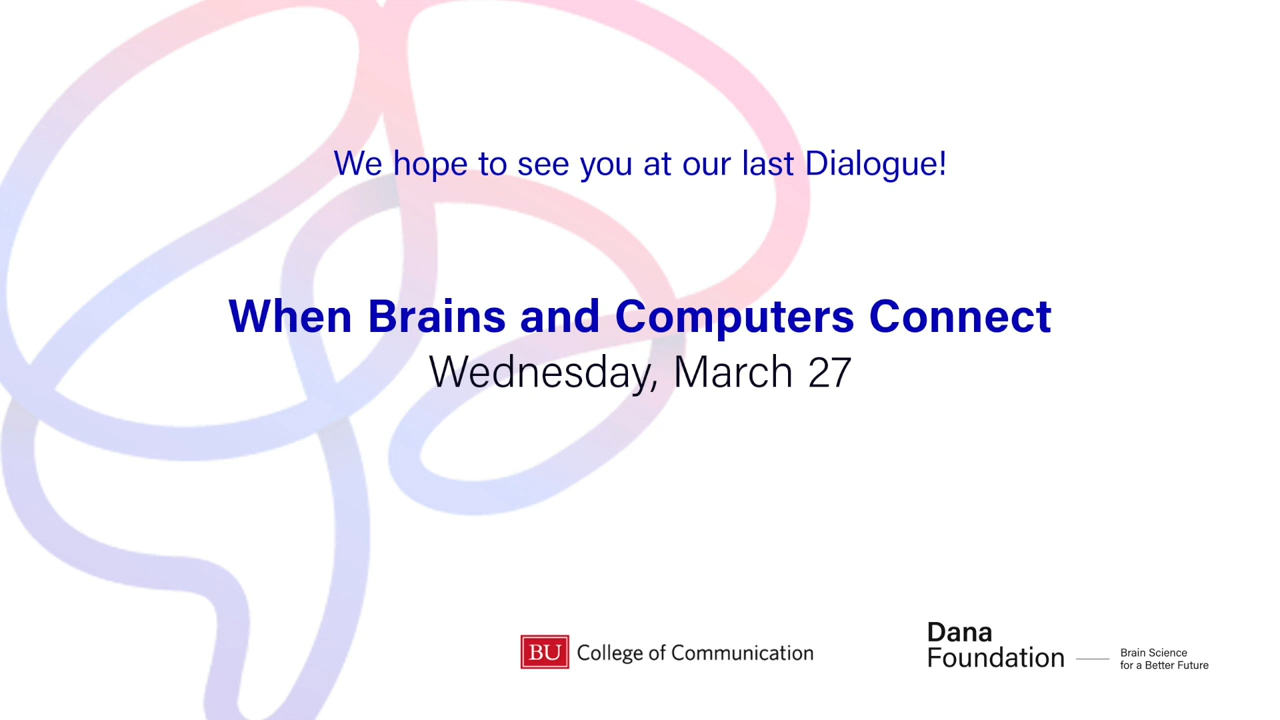 We hope to see you at our last Dialogue!
When Brains and Computers Connect
Wednesday, March 27
BU College of Communication
Dana
Foundation
Brain Science
for a Better Future